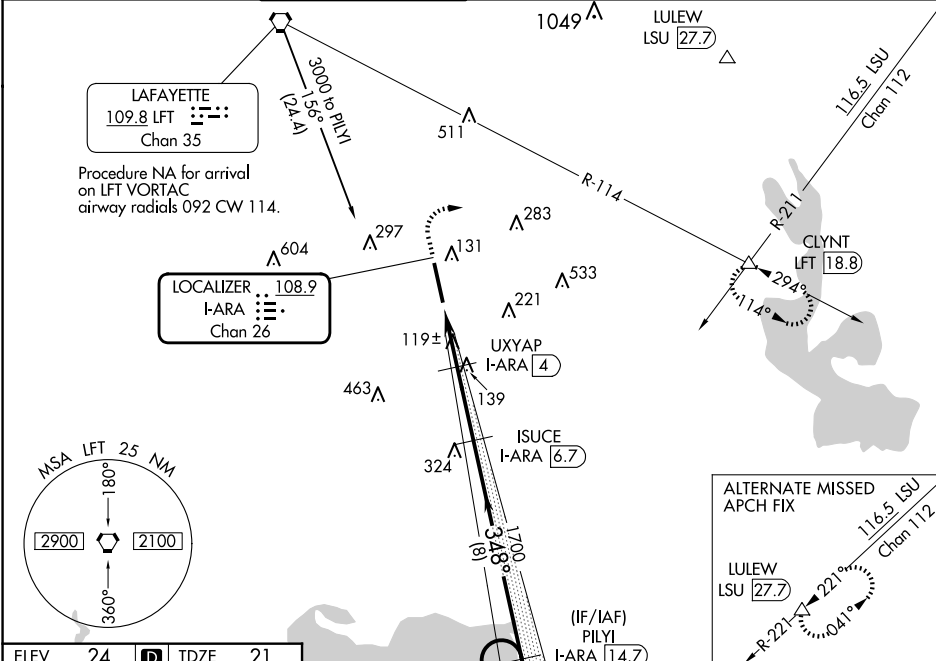 1049
LULEW
LSU 27.7
116.5 LSU
Chan 112
LAFAYETTE
109.8 LFT
Chan 35
3000 to PILYI
156°
(24.4)
511
Procedure NA for arrival
on LFT VORTAC
airway radials 092 CW 114.
R-114
R-211
604
297
131
283
533
221
CLYNT
LFT 18.8
294°
114°
LOCALIZER 108.9
I-ARA
Chan 26
119±
UXYAP
I-ARA 4
139
463
ISUCE
I-ARA 6.7
324
MSA LFT 25 NM
180°
2900
2100
360°
1700
348°
(8)
ALTERNATE MISSED
APCH FIX
116.5 LSU
Chan 112
LULEW
LSU 27.7
221°
041°
R-221
(IF/IAF)
PILYI
I-ARA 14.7
ELEV 24 D TDZE 21